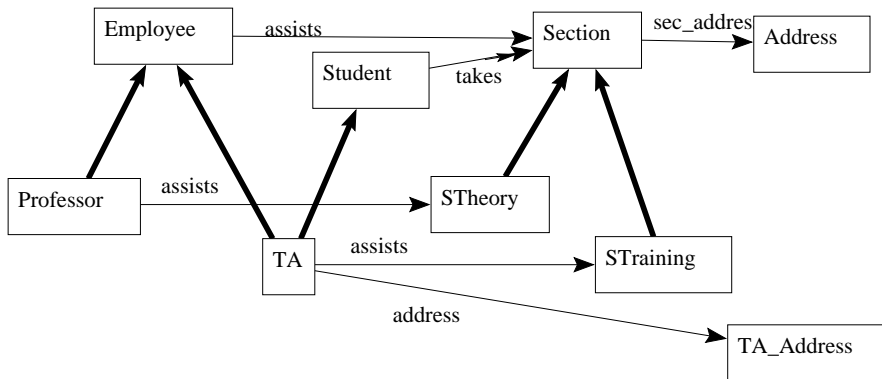 Employee
assists
Section
sec_addres
Address
Student
takes
Professor
assists
STheory
TA
assists
STraining
address
TA_Address